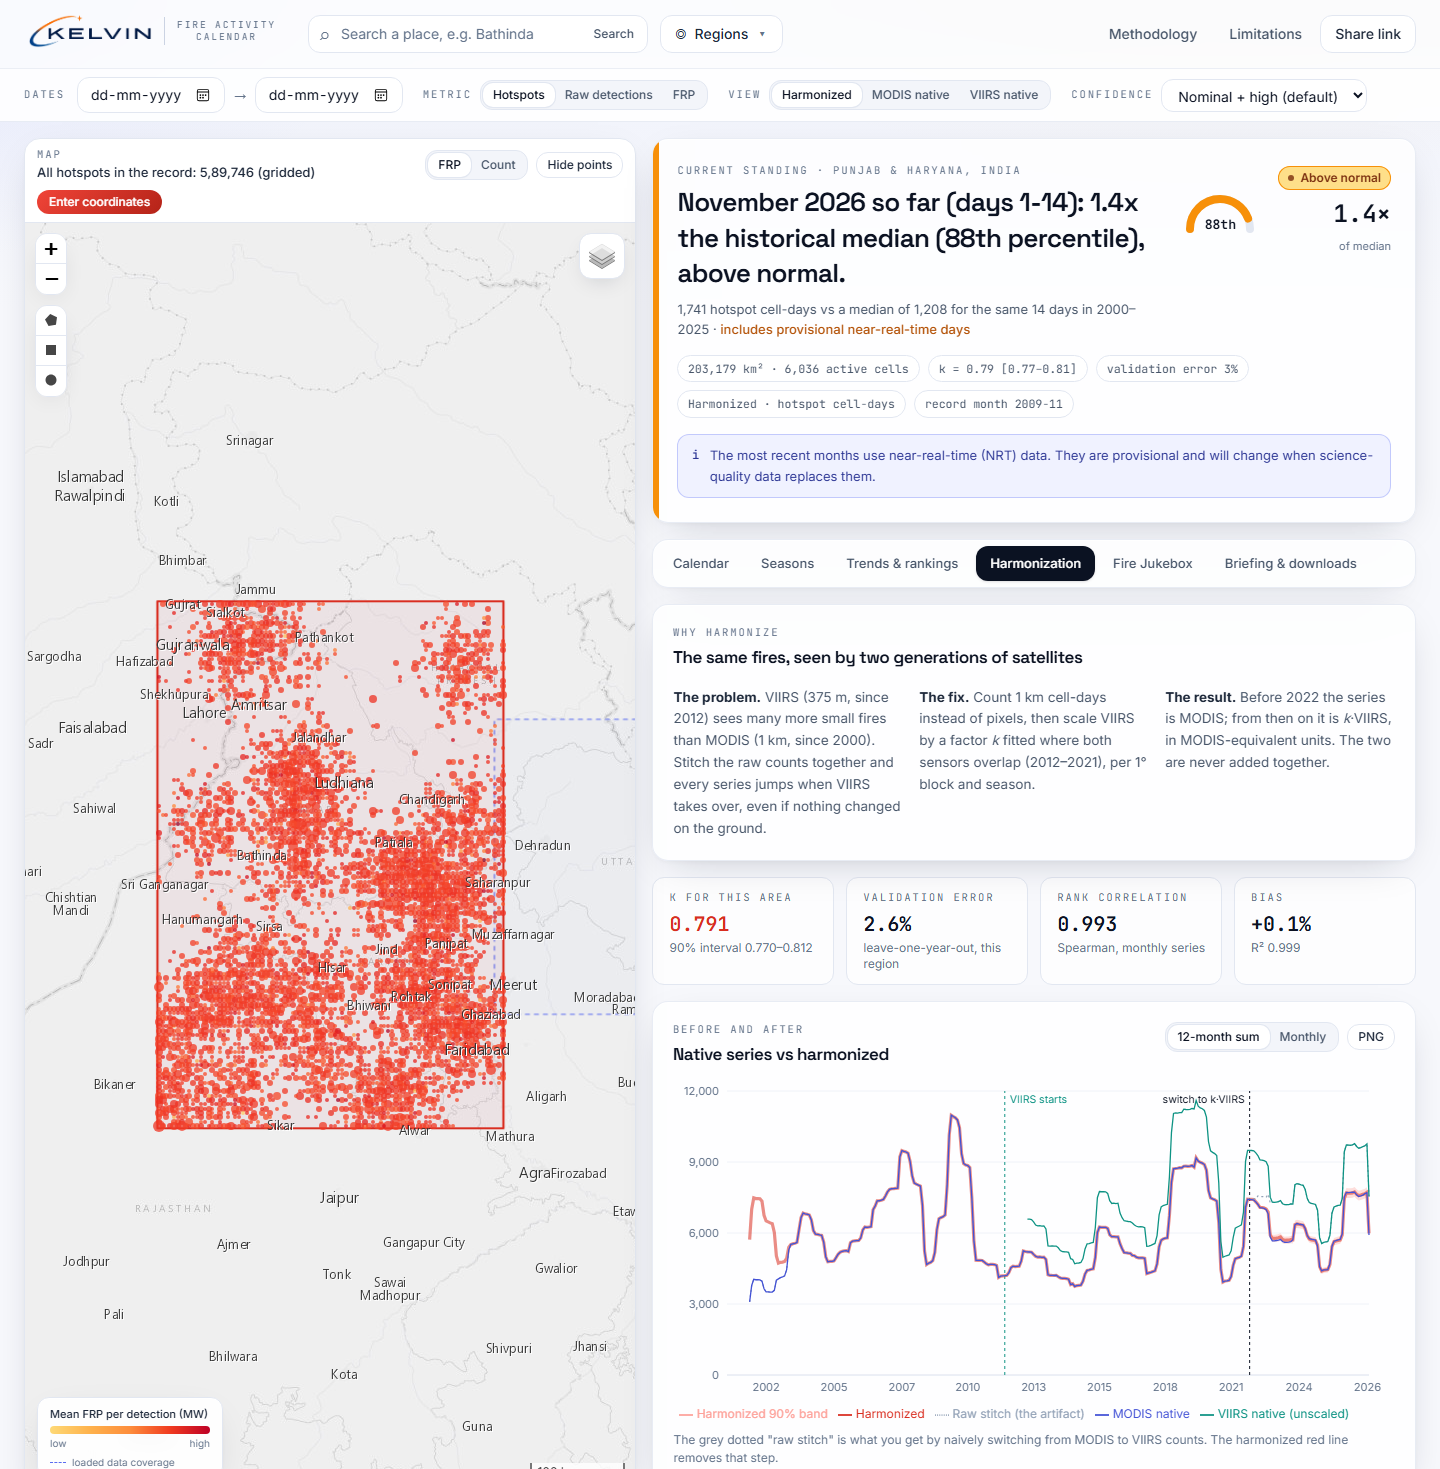 KELVIN
FIRE ACTIVITY
CALENDAR
Search a place, e.g. Bathinda
Search
Regions
Methodology
Limitations
Share link
DATES
dd-mm-yyyy
→
dd-mm-yyyy
METRIC
Hotspots
Raw detections
FRP
VIEW
Harmonized
MODIS native
VIIRS native
CONFIDENCE
Nominal + high (default)
MAP
All hotspots in the record: 5,89,746 (gridded)
FRP
Count
Hide points
Enter coordinates
+
−
Srinagar
Islamabad
Rawalpindi
Kotli
Bhimbar
Jammu
Gujrat
Sialkot
Pathankot
Gujranwala
Sargodha
Hafizabad
Shekhupura
Amritsar
Lahore
Faisalabad
Sadr
Jalandhar
Ludhiana
Chandigarh
Sahiwal
Patiala
Dehradun
Bathinda
UTTA
ari
Sri Ganganagar
Saharanpur
Chishtian
Mandi
Hanumangarh
Sirsa
Muzaffarnagar
Jind
Panipat
Hisar
Sonipat
Meerut
Rohtak
Moradaba
Bhiwani
Ram
Ghaziabad
Faridabad
Bikaner
Bu
Aligarh
Sikar
Alwar
Mathura
Agra
Firozabad
Jaipur
RAJASTHAN
Etaw
Ajmer
Gangapur City
Jodhpur
Gwalior
Tonk
Sawai
Madhopur
Pali
Shivpuri
Jhansi
Bhilwara
Kota
Guna
Mean FRP per detection (MW)
low
high
loaded data coverage
CURRENT STANDING · PUNJAB & HARYANA, INDIA
November 2026 so far (days 1-14): 1.4x
the historical median (88th percentile),
above normal.
88th
Above normal
1.4×
of median
1,741 hotspot cell-days vs a median of 1,208 for the same 14 days in 2000–
2025 · includes provisional near-real-time days
203,179 km² · 6,036 active cells
k = 0.79 [0.77–0.81]
validation error 3%
Harmonized · hotspot cell-days
record month 2009-11
i
The most recent months use near-real-time (NRT) data. They are provisional and will change when science-
quality data replaces them.
Calendar
Seasons
Trends & rankings
Harmonization
Fire Jukebox
Briefing & downloads
WHY HARMONIZE
The same fires, seen by two generations of satellites
The problem. VIIRS (375 m, since
2012) sees many more small fires
than MODIS (1 km, since 2000).
Stitch the raw counts together and
every series jumps when VIIRS
takes over, even if nothing changed
on the ground.
The fix. Count 1 km cell-days
instead of pixels, then scale VIIRS
by a factor k fitted where both
sensors overlap (2012–2021), per 1°
block and season.
The result. Before 2022 the series
is MODIS; from then on it is k·VIIRS,
in MODIS-equivalent units. The two
are never added together.
K FOR THIS AREA
0.791
90% interval 0.770–0.812
VALIDATION ERROR
2.6%
leave-one-year-out, this
region
RANK CORRELATION
0.993
Spearman, monthly series
BIAS
+0.1%
R² 0.999
BEFORE AND AFTER
Native series vs harmonized
12-month sum
Monthly
PNG
12,000
9,000
6,000
3,000
0
VIIRS starts
switch to k·VIIRS
2002
2005
2007
2010
2013
2015
2018
2021
2024
2026
Harmonized 90% band
Harmonized
Raw stitch (the artifact)
MODIS native
VIIRS native (unscaled)
The grey dotted "raw stitch" is what you get by naively switching from MODIS to VIIRS counts. The harmonized red line
removes that step.